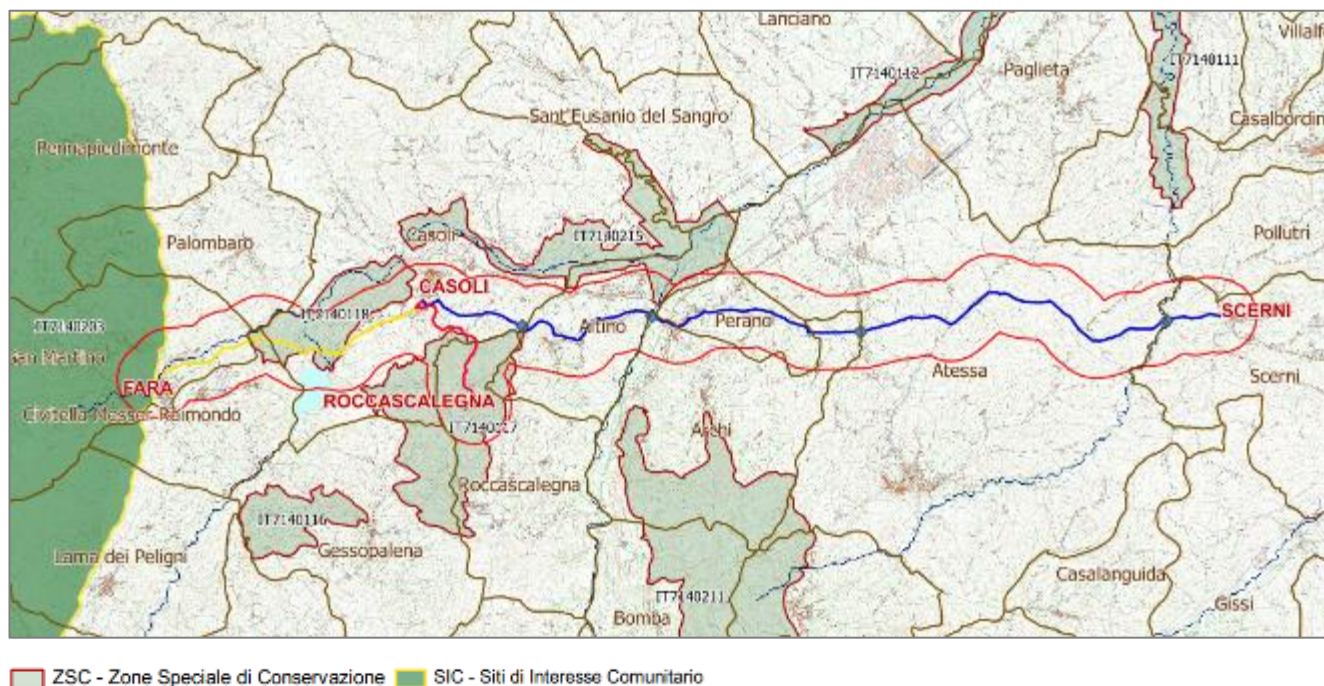 Lanciano
Villalf
IT7140112
Paglieta
IT7140111
Sant'Eusanio del Sangro
Casalbordin
Pennapiedimonte
Palombaro
Casoli
IT7140215
Pollutri
CASOLI
IT7140118
IT7140203
Altino
Perano
SCERNI
San Martino
FARA
Atessa
Scerni
Civitella Messer Raimondo
ROCCASCALEGNA
IT7140117
Archi
Roccascalegna
IT7140116
Gessopalena
Lama dei Peligni
Casalanguida
IT7140211
Gissi
Bomba
ZSC - Zone Speciale di Conservazione SIC - Siti di Interesse Comunitario